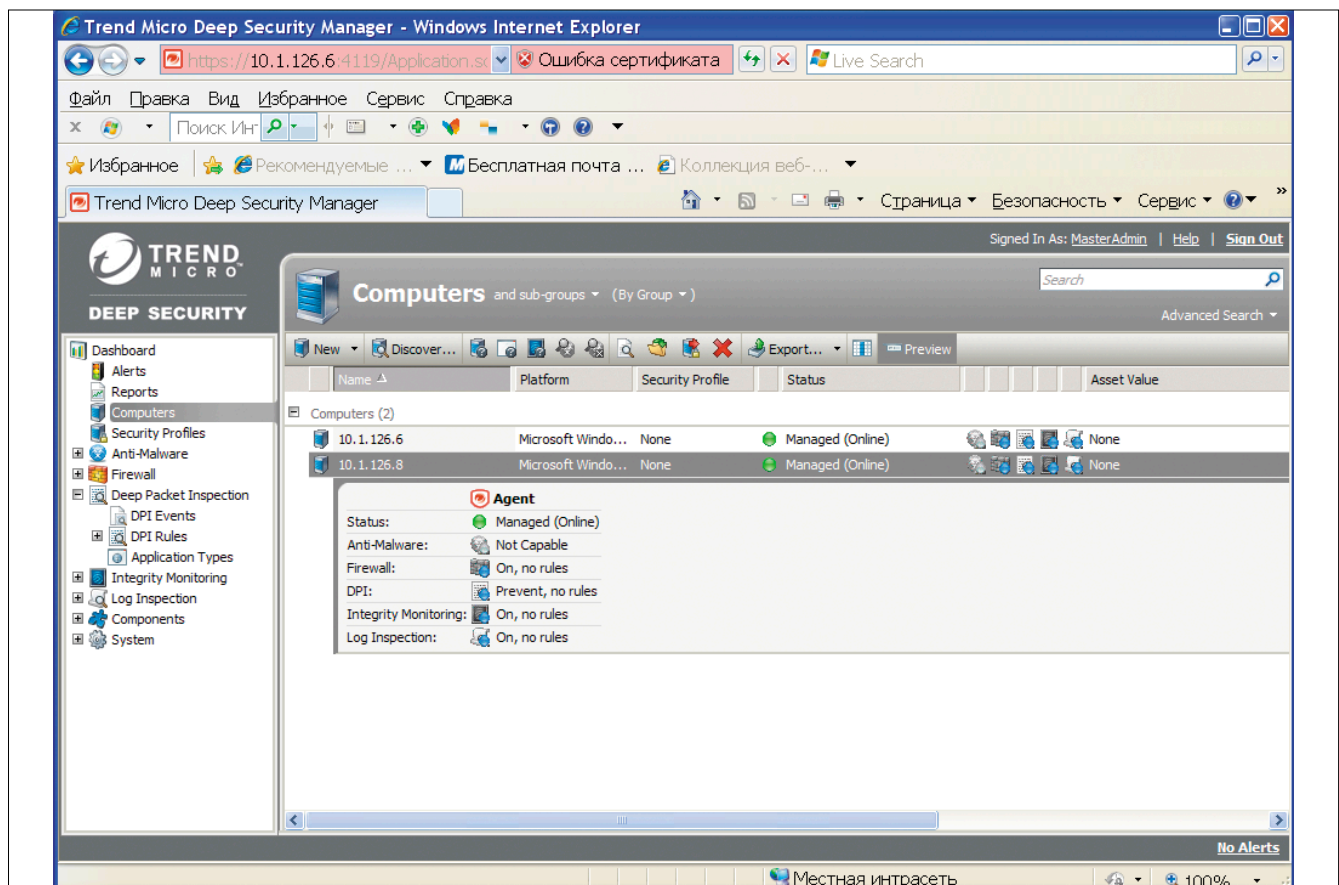 Trend Micro Deep Security Manager - Windows Internet Explorer
https://10.1.126.6:4119/Application.sc Ошибка сертификата Live Search
Файл Правка Вид Избранное Сервис Справка
x Поиск Инт
Избранное Рекомендуемые ... Бесплатная почта ... Коллекция веб-...
Trend Micro Deep Security Manager Страница Безопасность Сервис »
Signed In As: MasterAdmin | Help | Sign Out
TREND
MICRO™
DEEP SECURITY
Computers and sub-groups (By Group)
Search
Advanced Search
New Discover... Export... Preview
Name Platform Security Profile Status Asset Value
Computers (2)
10.1.126.6 Microsoft Windo... None Managed (Online) None
10.1.126.8 Microsoft Windo... None Managed (Online) None
Agent
Status: Managed (Online)
Anti-Malware: Not Capable
Firewall: On, no rules
DPI: Prevent, no rules
Integrity Monitoring: On, no rules
Log Inspection: On, no rules
Dashboard
Alerts
Reports
Computers
Security Profiles
Anti-Malware
Firewall
Deep Packet Inspection
DPI Events
DPI Rules
Application Types
Integrity Monitoring
Log Inspection
Components
System
No Alerts
Местная интрасеть 100%